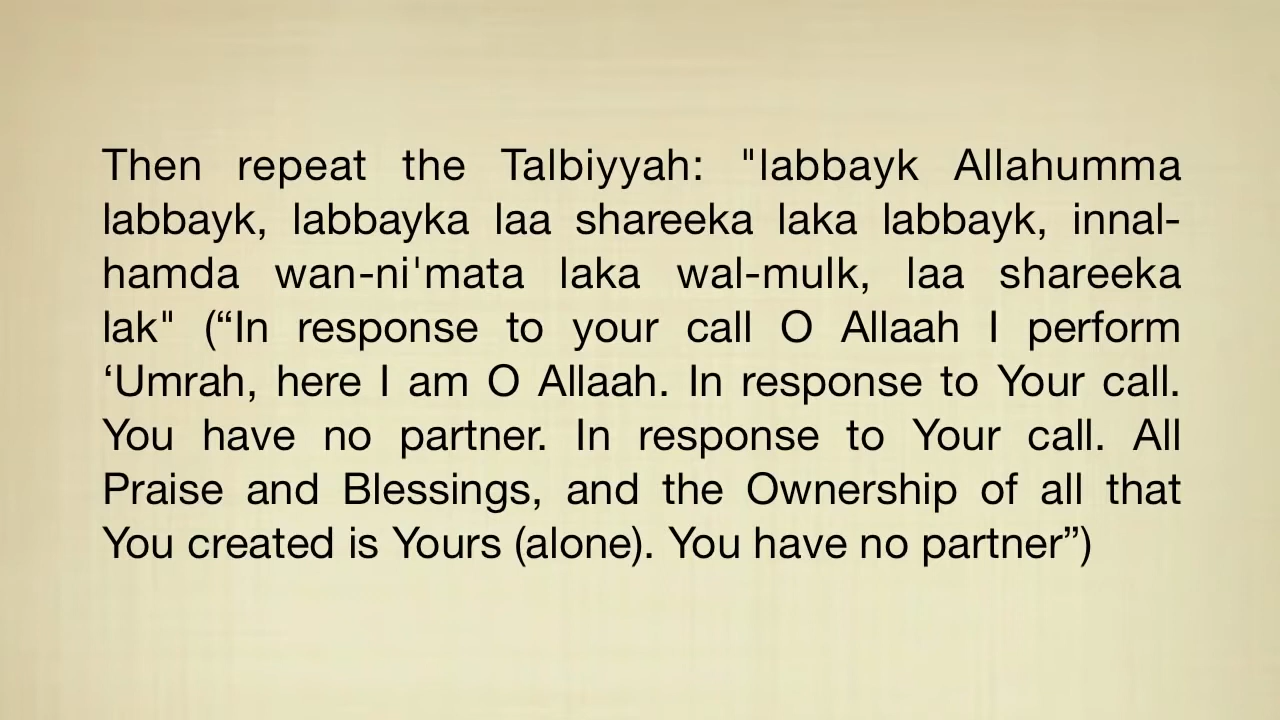 Then repeat the Talbiyyah: "labbayk Allahumma
labbayk, labbayka laa shareeka laka labbayk, innal-
hamda wan-ni'mata laka wal-mulk, laa shareeka
lak" (“In response to your call O Allaah I perform
‘Umrah, here I am O Allaah. In response to Your call.
You have no partner. In response to Your call. All
Praise and Blessings, and the Ownership of all that
You created is Yours (alone). You have no partner”)